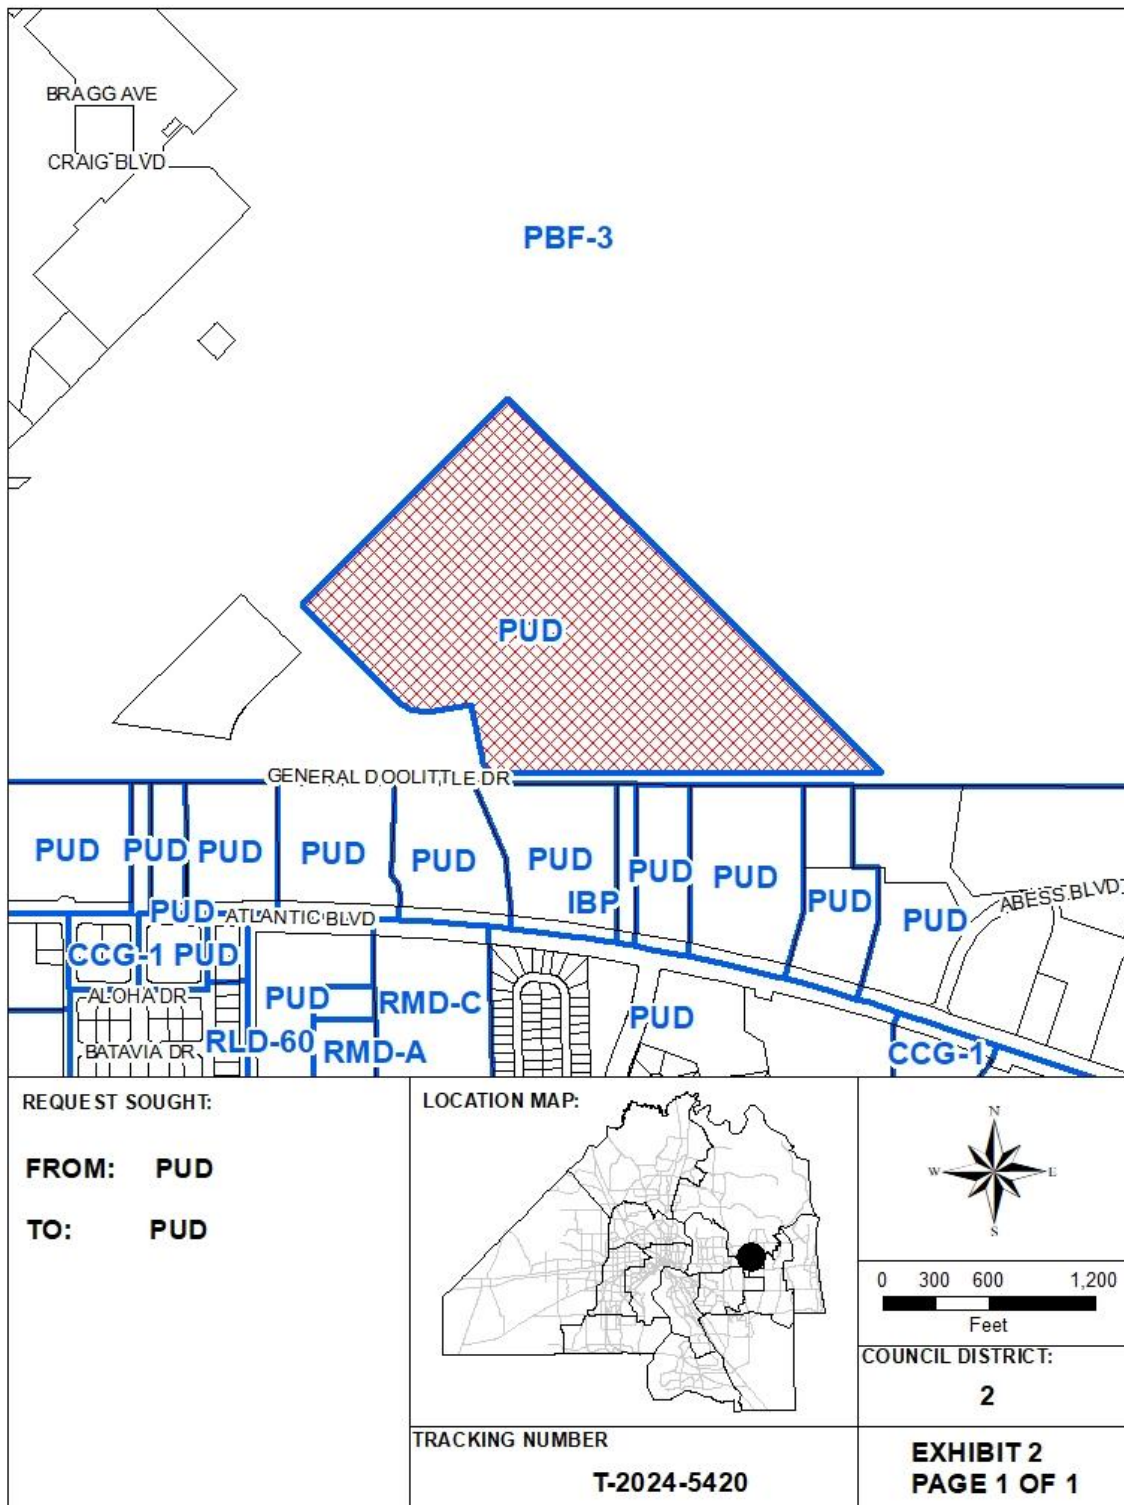 BRAGG AVE
CRAIG BLVD
PBF-3
PUD
GENERAL DOOLITTLE DR
PUD PUD PUD PUD PUD PUD PUD PUD PUD PUD
IBP
ABESS BLVD
PUD
ATLANTIC BLVD
CCG-1 PUD
ALOHA DR
PUD RMD-C PUD
BATAVIA DR RLD-60 RMD-A CCG-1
REQUEST SOUGHT:
FROM: PUD
TO: PUD
LOCATION MAP:
N
W E
S
0 300 600 1,200
Feet
COUNCIL DISTRICT:
2
TRACKING NUMBER
T-2024-5420
EXHIBIT 2
PAGE 1 OF 1